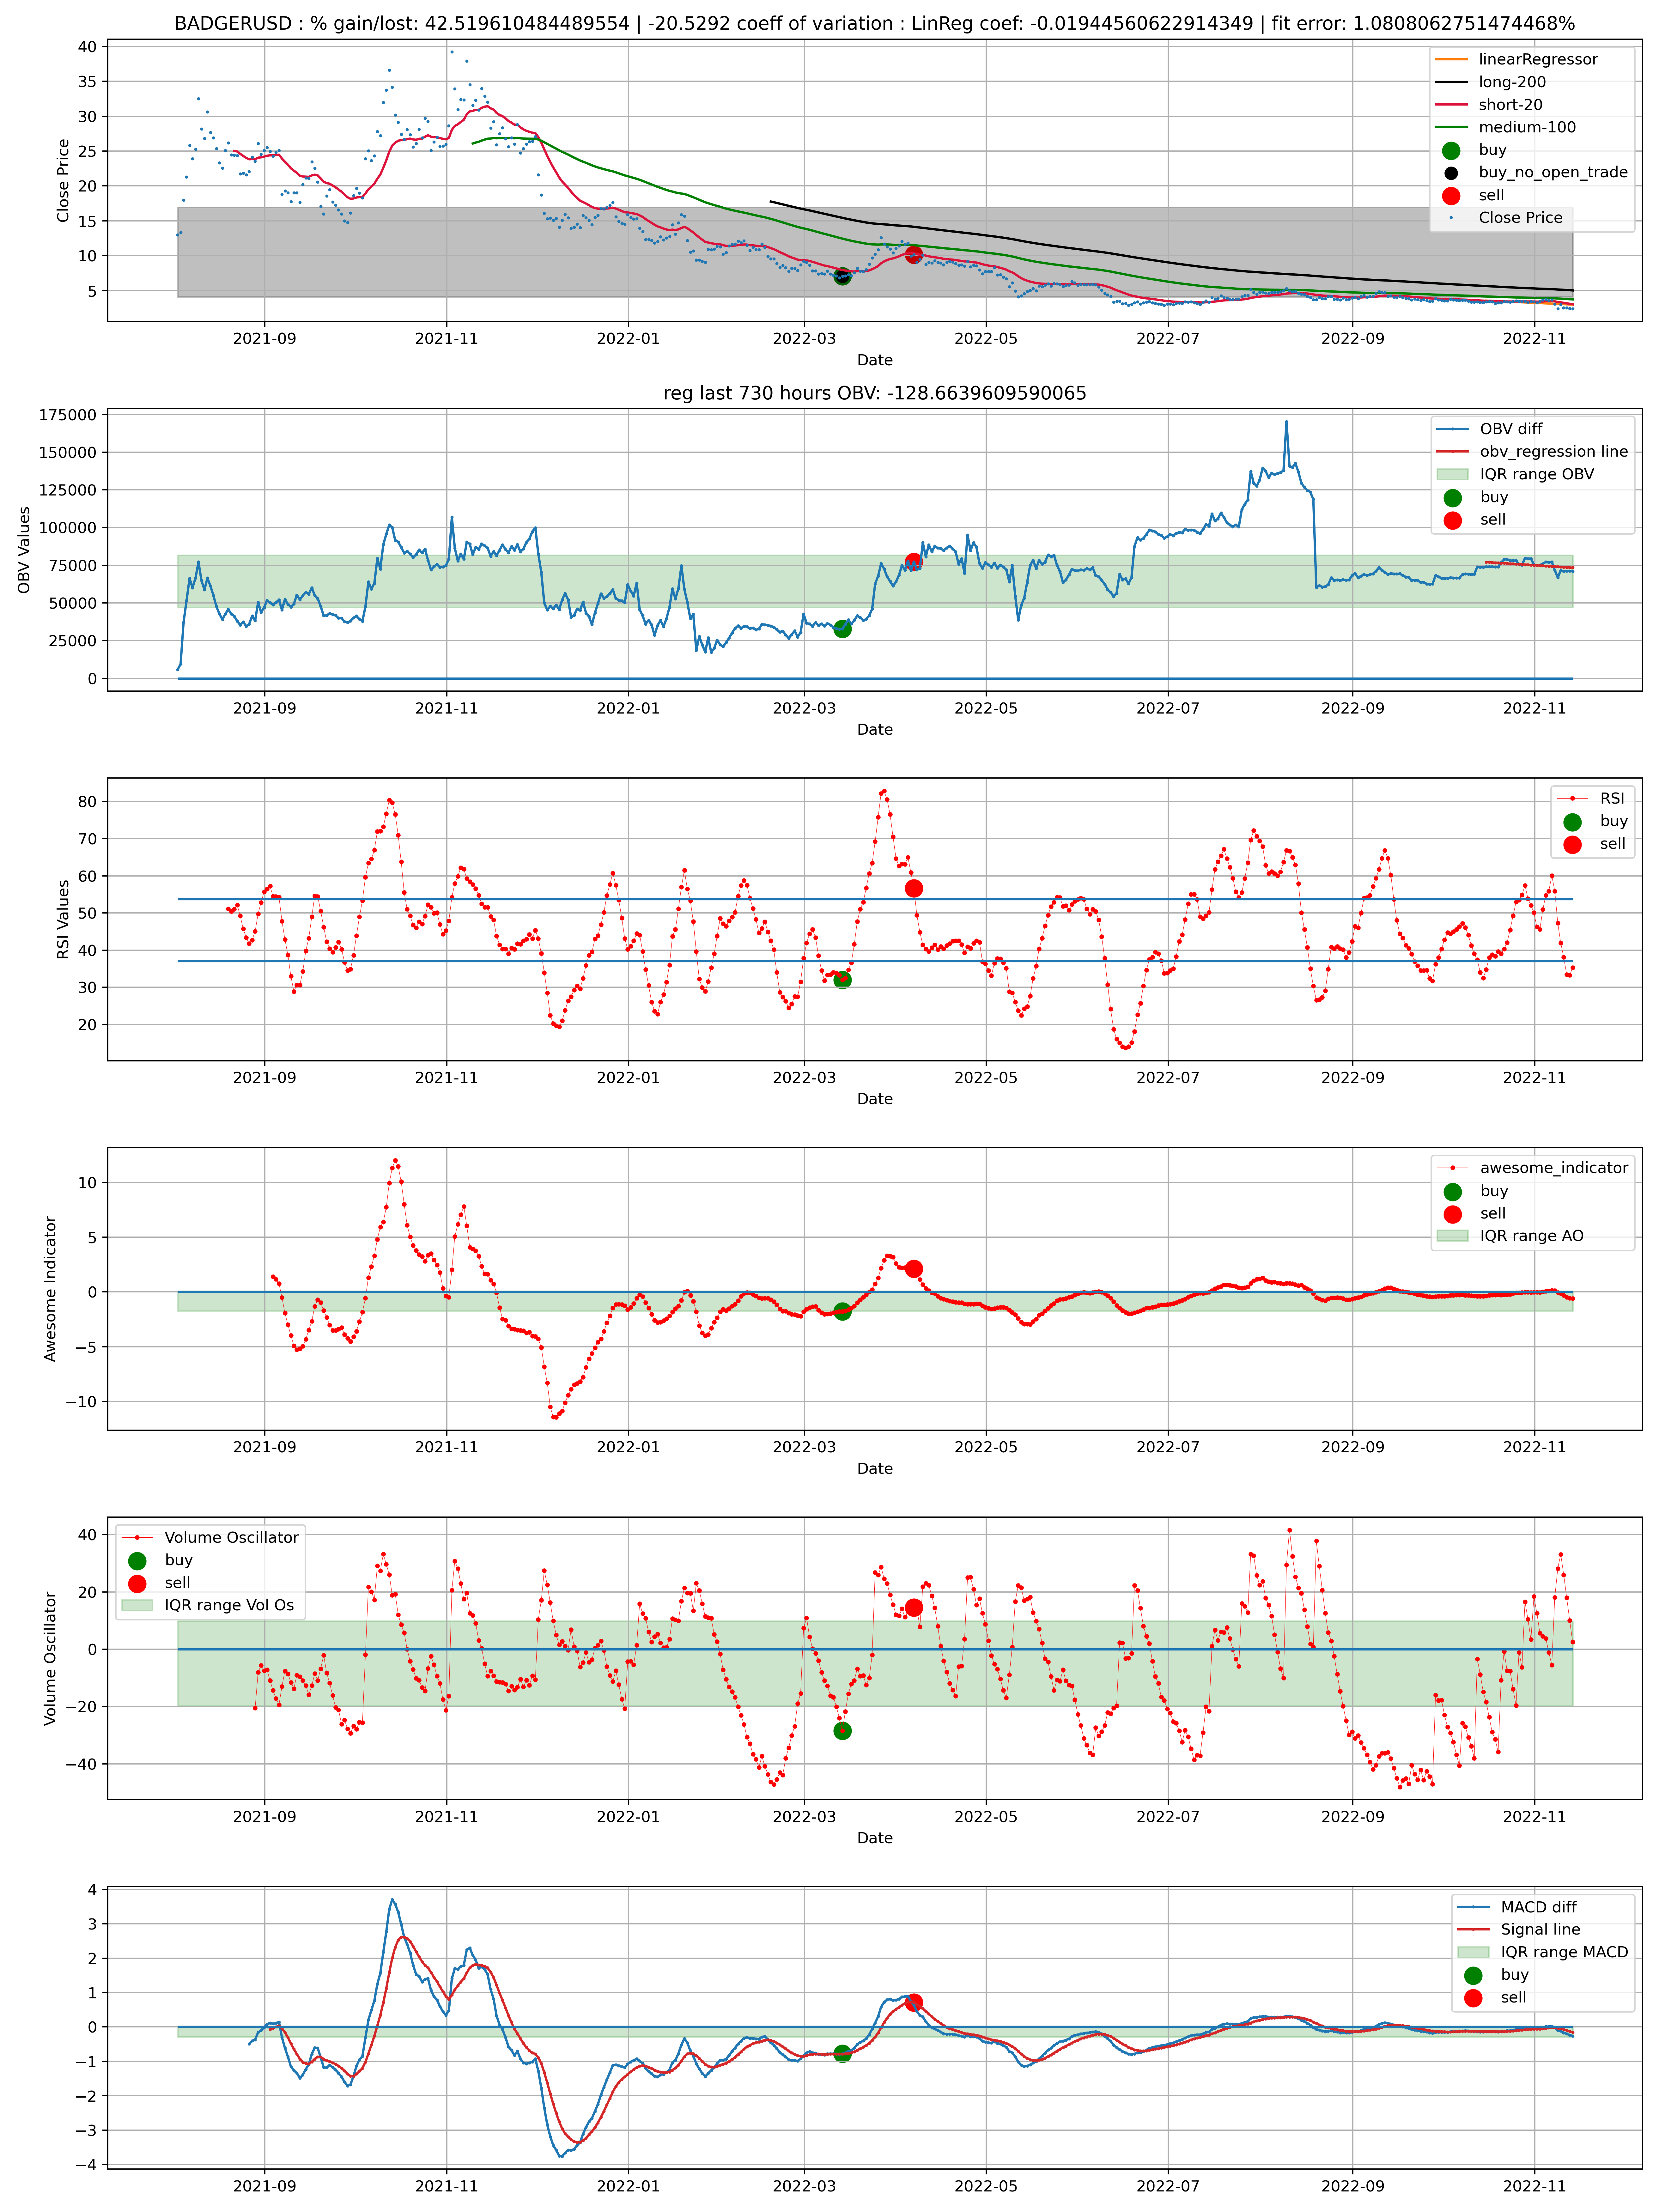 BADGERUSD : % gain/lost: 42.519610484489554 | -20.5292 coeff of variation : LinReg coef: -0.01944560622914349 | fit error: 1.0808062751474468%
40
35
30
25
20
15
10
5
Close Price
linearRegressor
long-200
short-20
medium-100
buy
buy_no_open_trade
sell
Close Price
2021-09 2021-11 2022-01 2022-03 2022-05 2022-07 2022-09 2022-11
Date
reg last 730 hours OBV: -128.6639609590065
175000
150000
125000
100000
75000
50000
25000
0
OBV Values
OBV diff
obv_regression line
IQR range OBV
buy
sell
2021-09 2021-11 2022-01 2022-03 2022-05 2022-07 2022-09 2022-11
Date
80
70
60
50
40
30
20
RSI Values
RSI
buy
sell
2021-09 2021-11 2022-01 2022-03 2022-05 2022-07 2022-09 2022-11
Date
10
5
0
−5
−10
Awesome Indicator
awesome_indicator
buy
sell
IQR range AO
2021-09 2021-11 2022-01 2022-03 2022-05 2022-07 2022-09 2022-11
Date
40
20
0
−20
−40
Volume Oscillator
Volume Oscillator
buy
sell
IQR range Vol Os
2021-09 2021-11 2022-01 2022-03 2022-05 2022-07 2022-09 2022-11
Date
4
3
2
1
0
−1
−2
−3
−4
MACD diff
Signal line
IQR range MACD
buy
sell
2021-09 2021-11 2022-01 2022-03 2022-05 2022-07 2022-09 2022-11